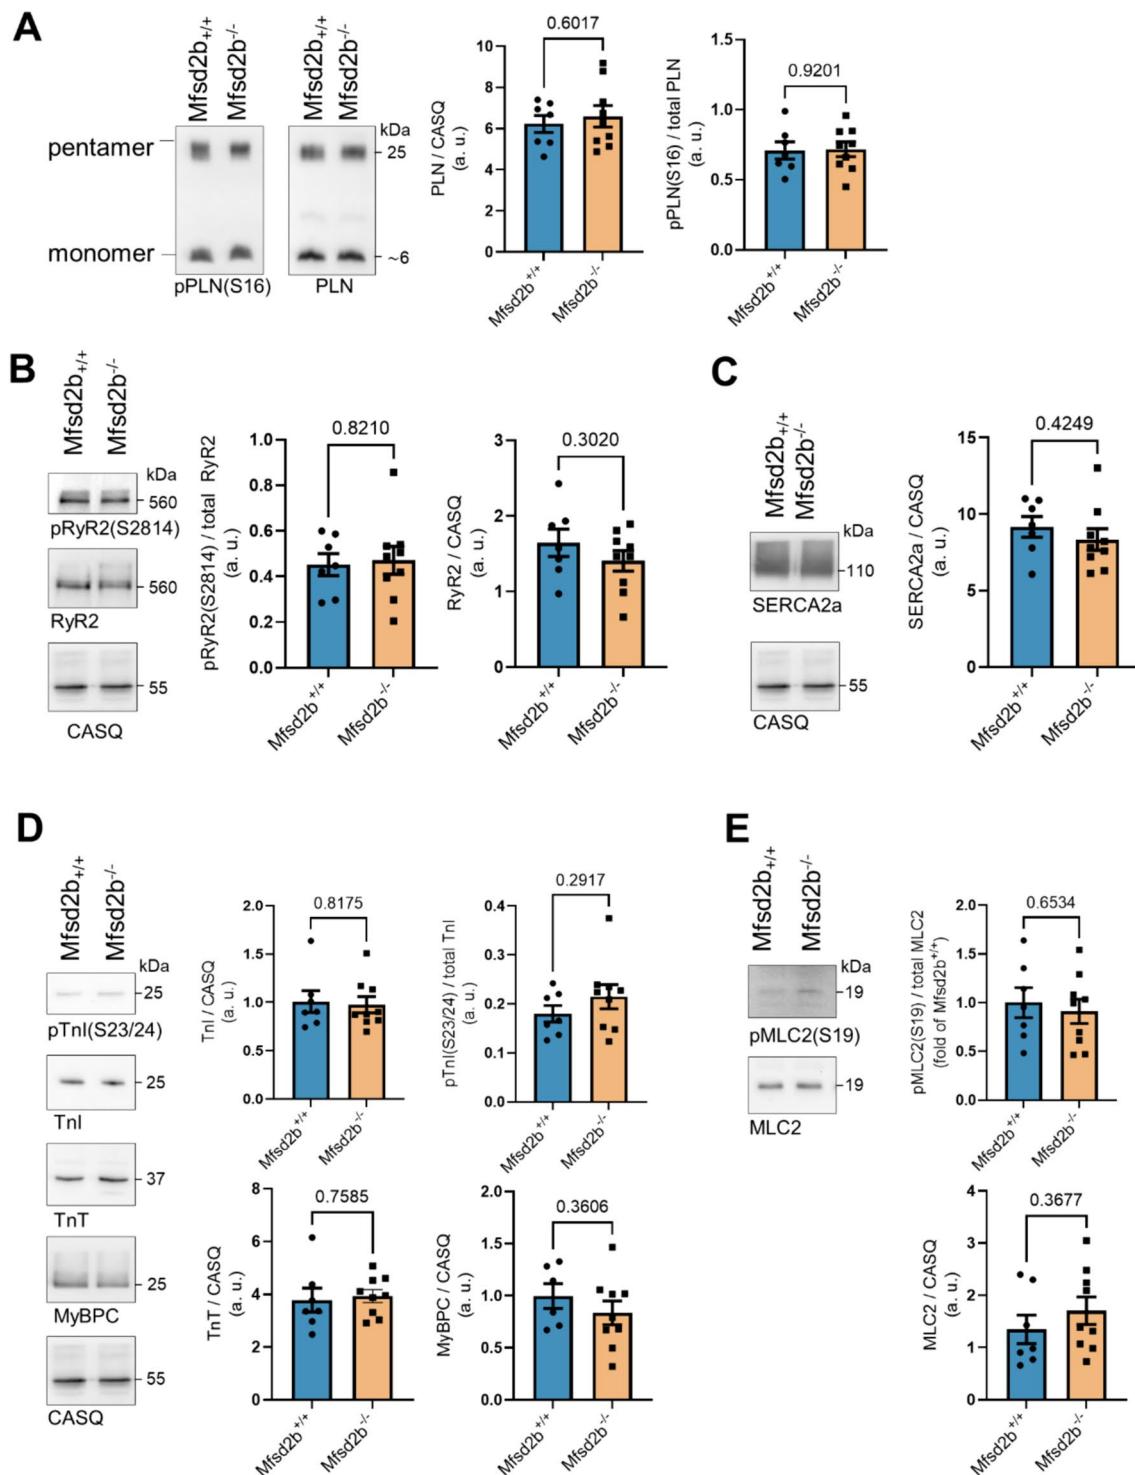 A
Mfsd2b+/+
Mfsd2b-/-
Mfsd2b+/+
Mfsd2b-/-
kDa
pentamer
25
monomer
~6
pPLN(S16)
PLN
PLN / CASQ
(a. u.)
10
8
6
4
2
0
0.6017
Mfsd2b+/+
Mfsd2b-/-
pPLN(S16) / total PLN
(a. u.)
1.5
1.0
0.5
0.0
0.9201
Mfsd2b+/+
Mfsd2b-/-
B
Mfsd2b+/+
Mfsd2b-/-
kDa
560
pRyR2(S2814)
560
RyR2
55
CASQ
pRyR2(S2814) / total RyR2
(a. u.)
1.0
0.8
0.6
0.4
0.2
0.0
0.8210
Mfsd2b+/+
Mfsd2b-/-
RyR2 / CASQ
(a. u.)
3
2
1
0
0.3020
Mfsd2b+/+
Mfsd2b-/-
C
Mfsd2b+/+
Mfsd2b-/-
kDa
110
SERCA2a
55
CASQ
SERCA2a / CASQ
(a. u.)
15
10
5
0
0.4249
Mfsd2b+/+
Mfsd2b-/-
D
Mfsd2b+/+
Mfsd2b-/-
kDa
25
pTnI(S23/24)
25
TnI
37
TnT
25
MyBPC
55
CASQ
TnI / CASQ
(a. u.)
2.0
1.5
1.0
0.5
0.0
0.8175
Mfsd2b+/+
Mfsd2b-/-
pTnI(S23/24) / total TnI
(a. u.)
0.4
0.3
0.2
0.1
0.0
0.2917
Mfsd2b+/+
Mfsd2b-/-
TnT / CASQ
(a. u.)
8
6
4
2
0
0.7585
Mfsd2b+/+
Mfsd2b-/-
MyBPC / CASQ
(a. u.)
2.0
1.5
1.0
0.5
0.0
0.3606
Mfsd2b+/+
Mfsd2b-/-
E
Mfsd2b+/+
Mfsd2b-/-
kDa
19
pMLC2(S19)
19
MLC2
pMLC2(S19) / total MLC2
(fold of Mfsd2b+/+)
2.0
1.5
1.0
0.5
0.0
0.6534
Mfsd2b+/+
Mfsd2b-/-
MLC2 / CASQ
(a. u.)
4
3
2
1
0
0.3677
Mfsd2b+/+
Mfsd2b-/-